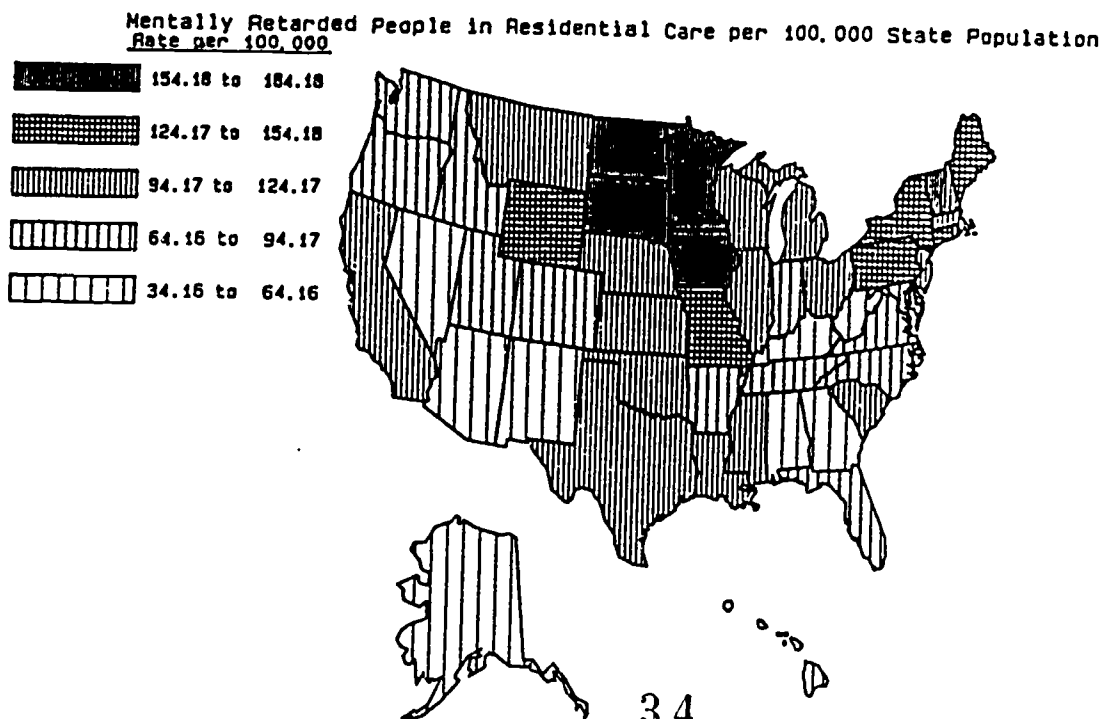 Mentally Retarded People in Residential Care per 100,000 State Population
Rate per 100,000
154.18 to 184.18
124.17 to 154.18
94.17 to 124.17
64.16 to 94.17
34.16 to 64.16
34